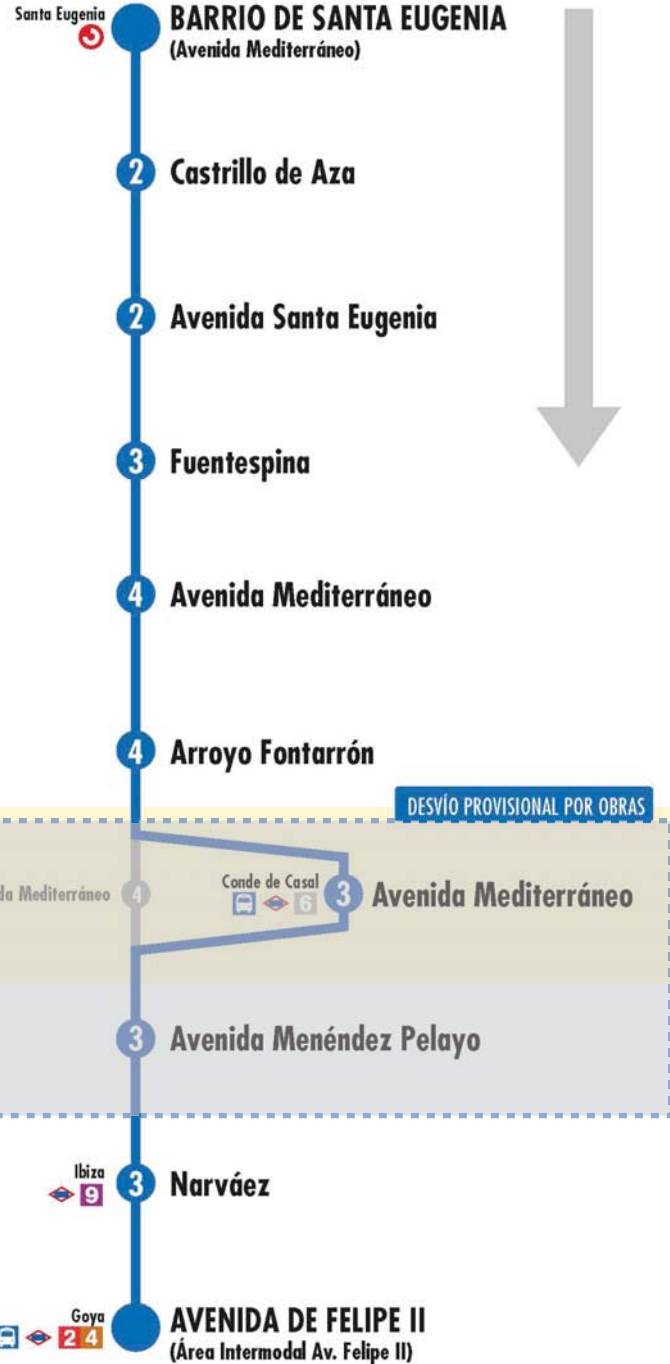 Santa Eugenia
BARRIO DE SANTA EUGENIA
(Avenida Mediterráneo)
2 Castrillo de Aza
2 Avenida Santa Eugenia
3 Fuentespina
4 Avenida Mediterráneo
4 Arroyo Fontarrón
DESVÍO PROVISIONAL POR OBRAS
da Mediterráneo 4
Conde de Casal
6
3 Avenida Mediterráneo
3 Avenida Menéndez Pelayo
Ibiza
9
3 Narváez
Goya
2 4
AVENIDA DE FELIPE II
(Área Intermodal Av. Felipe II)